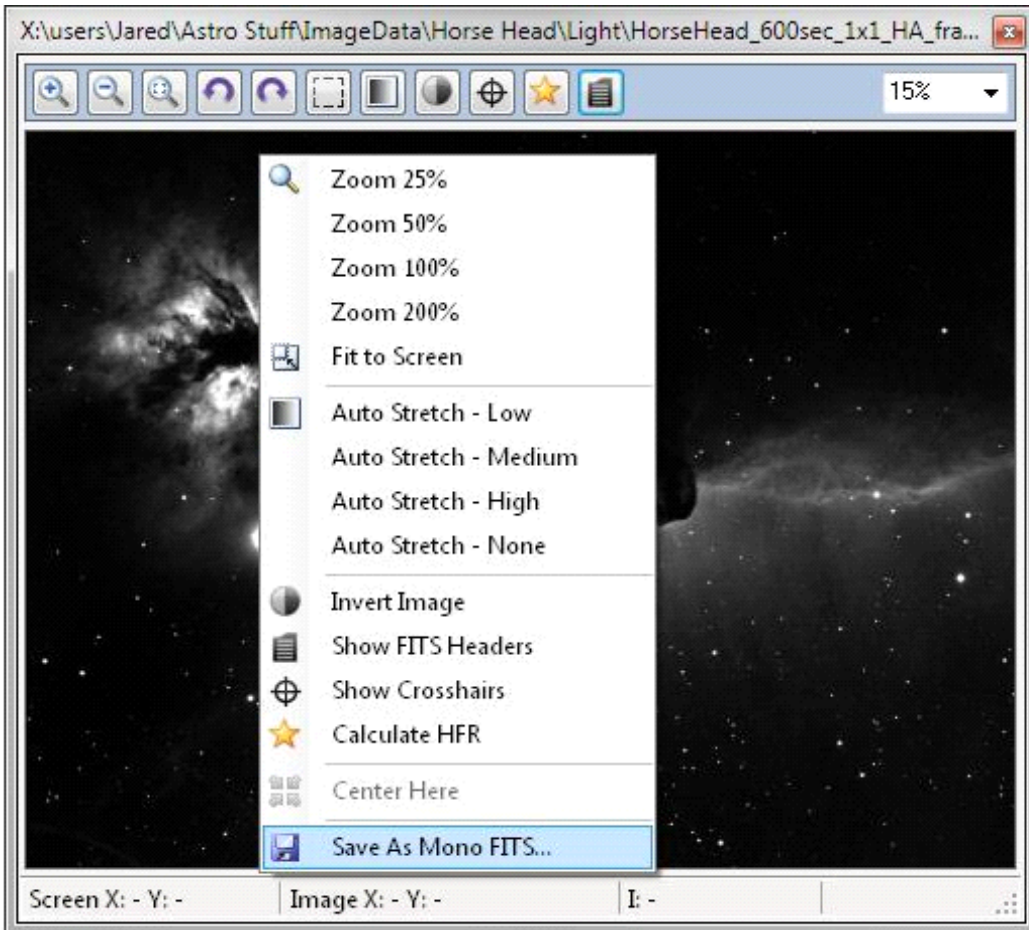 X:\users\Jared\Astro Stuff\ImageData\Horse Head\Light\HorseHead_600sec_1x1_HA_fra...
15%
Zoom 25%
Zoom 50%
Zoom 100%
Zoom 200%
Fit to Screen
Auto Stretch - Low
Auto Stretch - Medium
Auto Stretch - High
Auto Stretch - None
Invert Image
Show FITS Headers
Show Crosshairs
Calculate HFR
Center Here
Save As Mono FITS...
Screen X: - Y: - Image X: - Y: - I: -